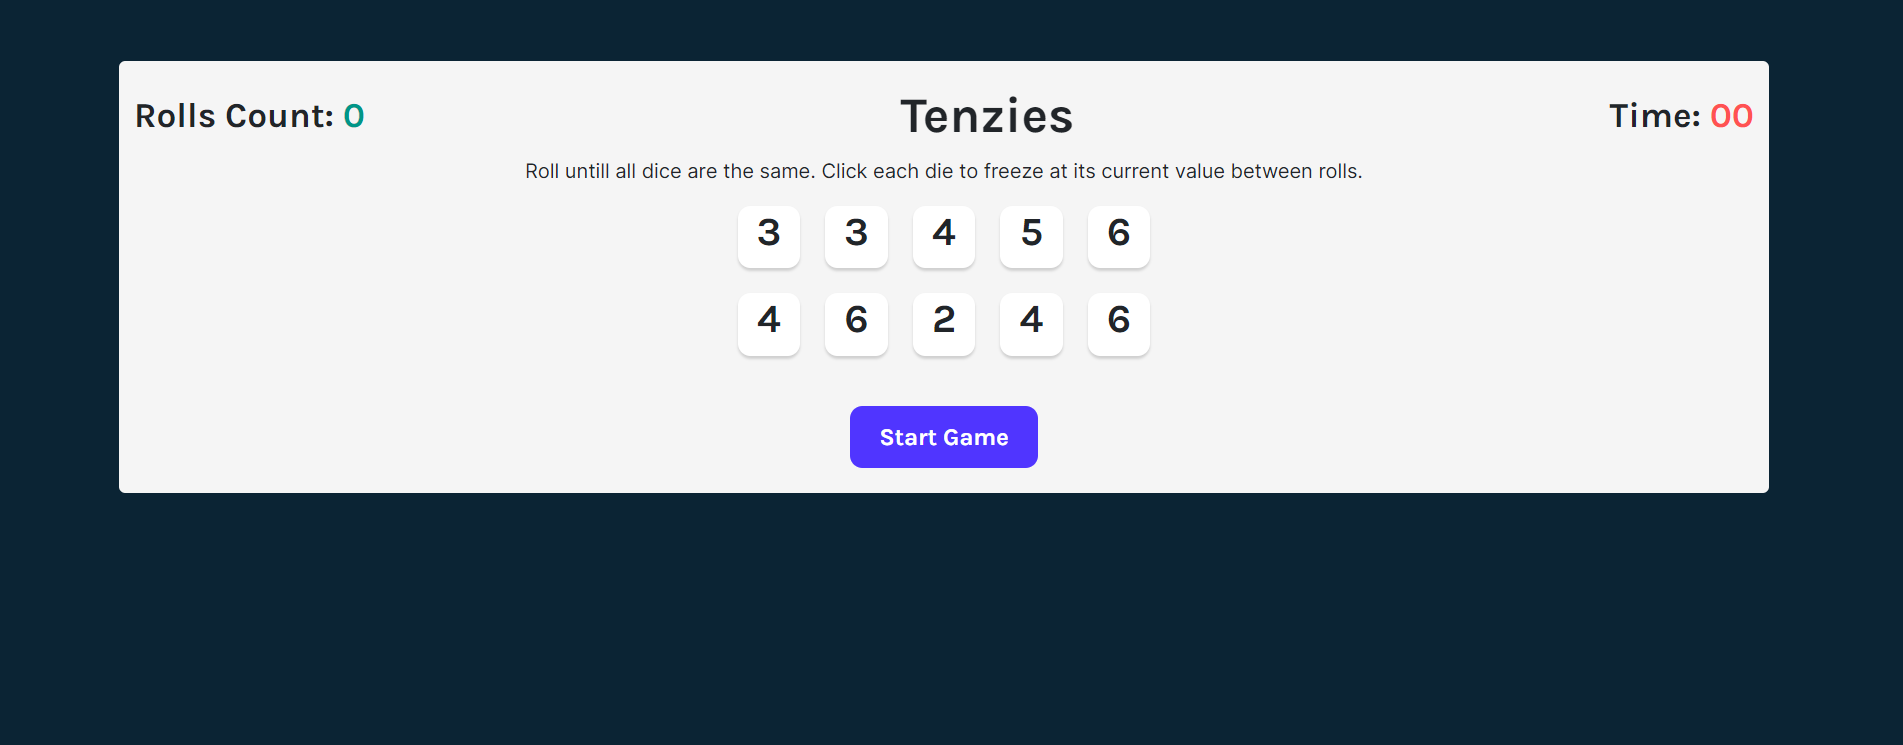 Rolls Count: 0 Tenzies Time: 00
Roll untill all dice are the same. Click each die to freeze at its current value between rolls.
3 3 4 5 6
4 6 2 4 6
Start Game